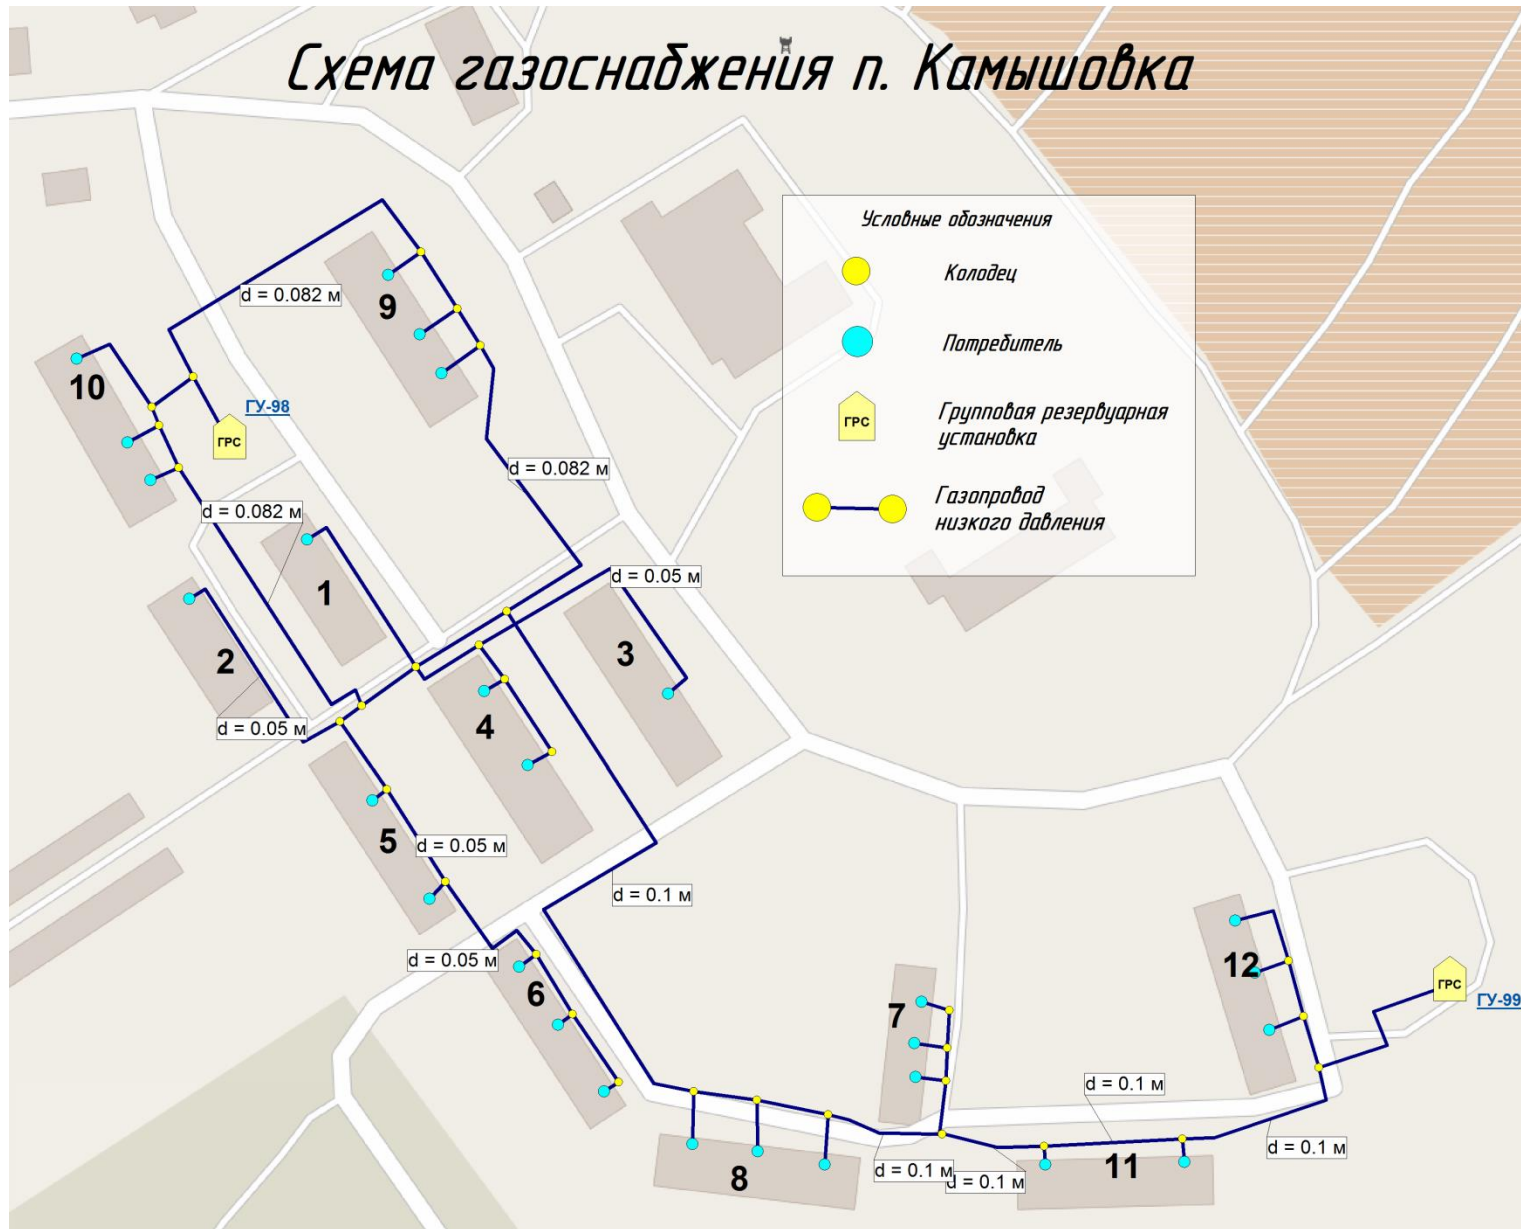 Схема газоснабжения п. Камышовка
Условные обозначения
Колодец
Потребитель
ГРС
Групповая резервуарная
установка
Газопровод
низкого давления
d = 0.082 м
9
10
ГУ-98
ГРС
d = 0.082 м
d = 0.082 м
1
d = 0.05 м
2
3
d = 0.05 м
4
5
d = 0.05 м
d = 0.1 м
d = 0.05 м
6
12
ГРС
ГУ-99
7
d = 0.1 м
8
d = 0.1 м
d = 0.1 м
11
d = 0.1 м